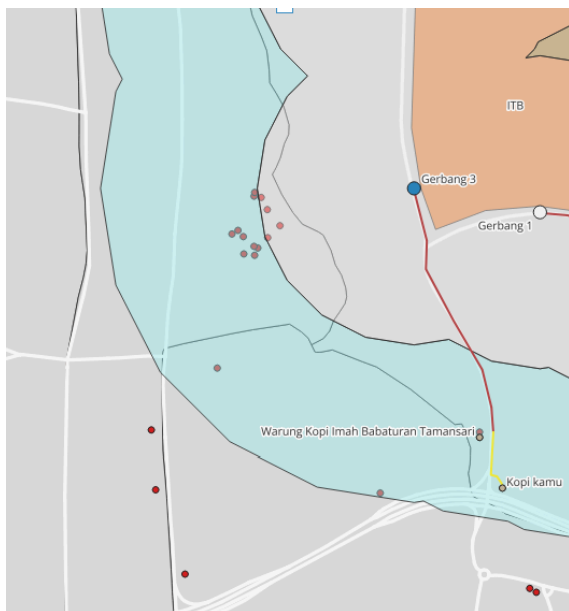 ITB
Gerbang 3
Gerbang 1
Warung Kopi Imah Babaturan Tamansari
Kopi kamu